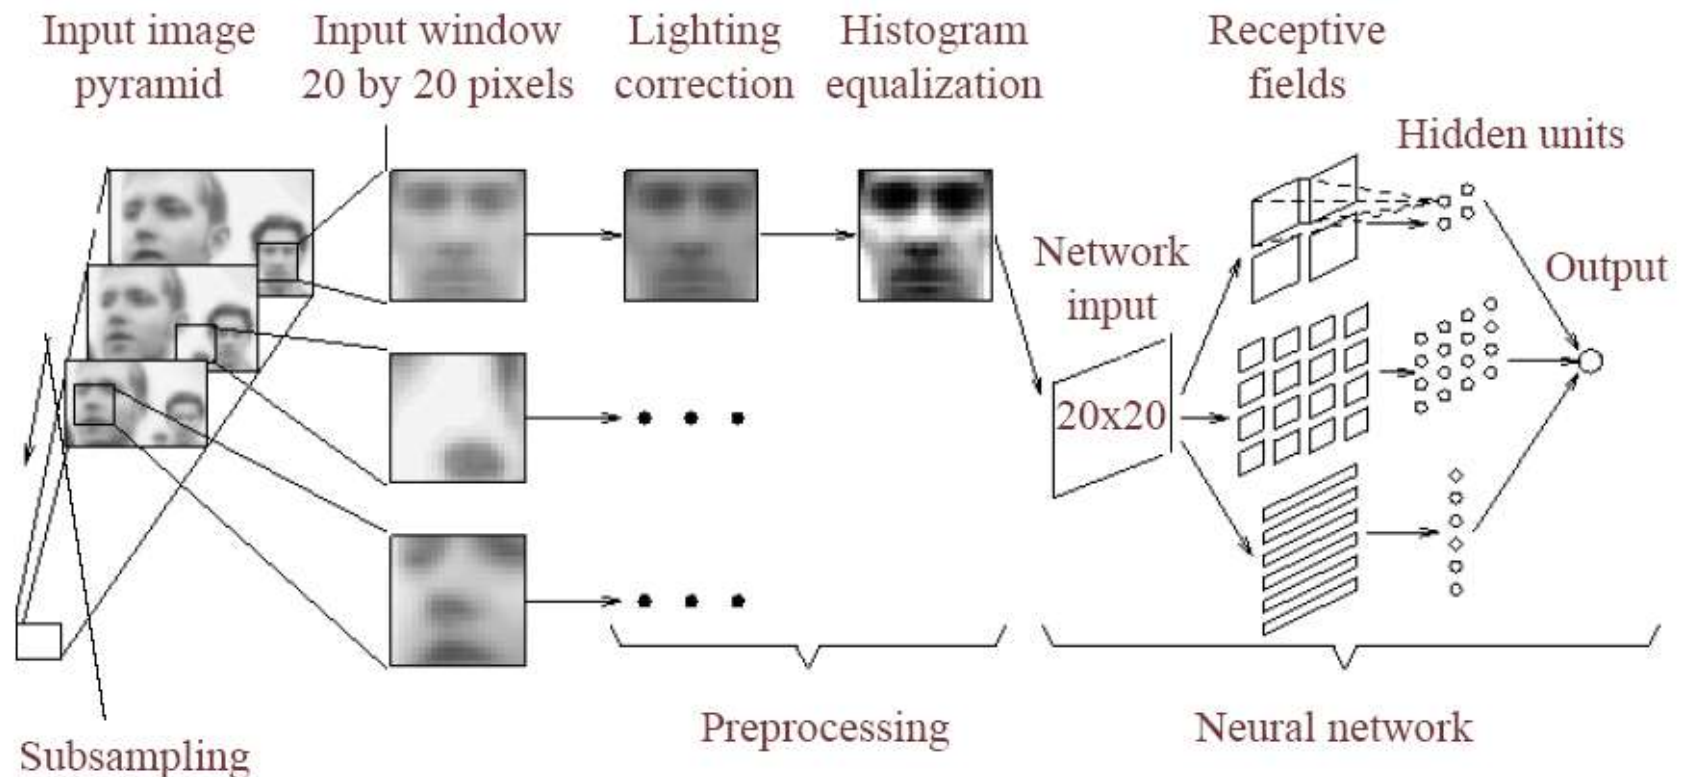 Input image
pyramid
Input window
20 by 20 pixels
Lighting
correction
Histogram
equalization
Receptive
fields
Hidden units
Network
input
Output
20x20
Preprocessing
Neural network
Subsampling